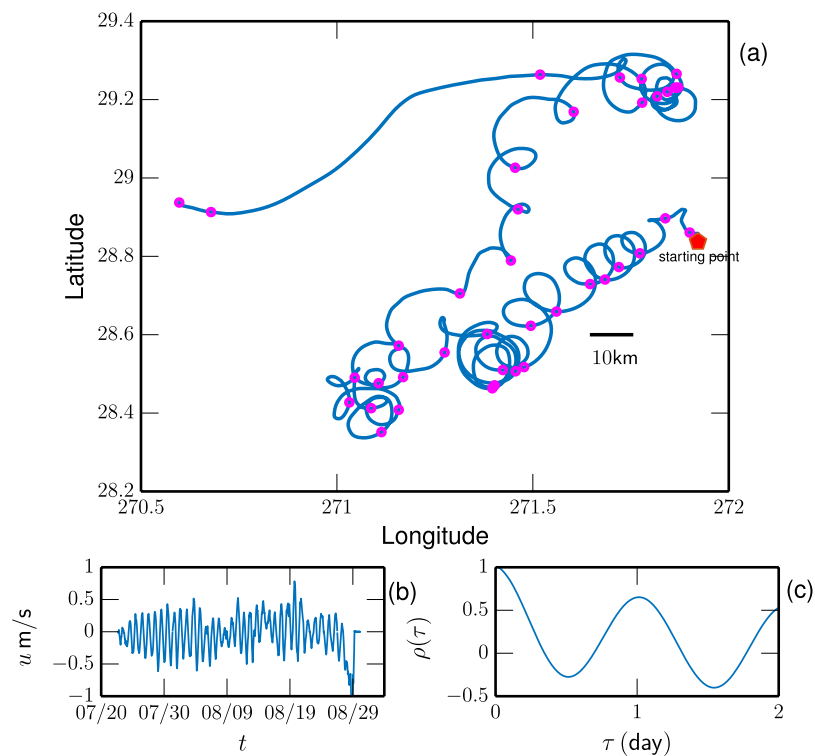 29.4
(a)
29.2
29
28.8
28.6
28.4
28.2
Latitude
starting point
10km
270.5 271 271.5 272
Longitude
1
0.5
0
−0.5
−1
u m/s
(b)
07/20 07/30 08/09 08/19 08/29
t
1
0.5
0
−0.5
ρ(τ)
(c)
0 1 2
τ (day)